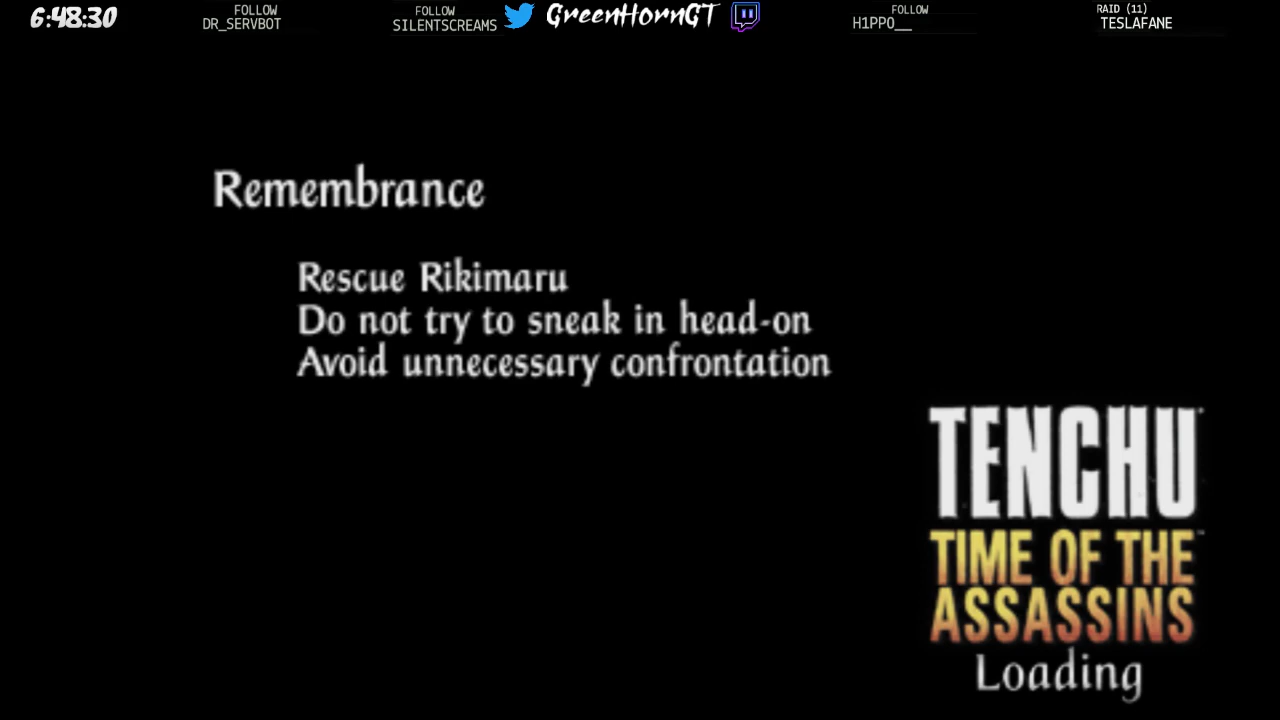 6:48:30
FOLLOW
DR_SERVBOT
FOLLOW
SILENTSCREAMS
GreenHornGT
FOLLOW
H1PPO__
RAID (11)
TESLAFANE
Remembrance
Rescue Rikimaru
Do not try to sneak in head-on
Avoid unnecessary confrontation
TENCHU
TIME OF THE
ASSASSINS
Loading